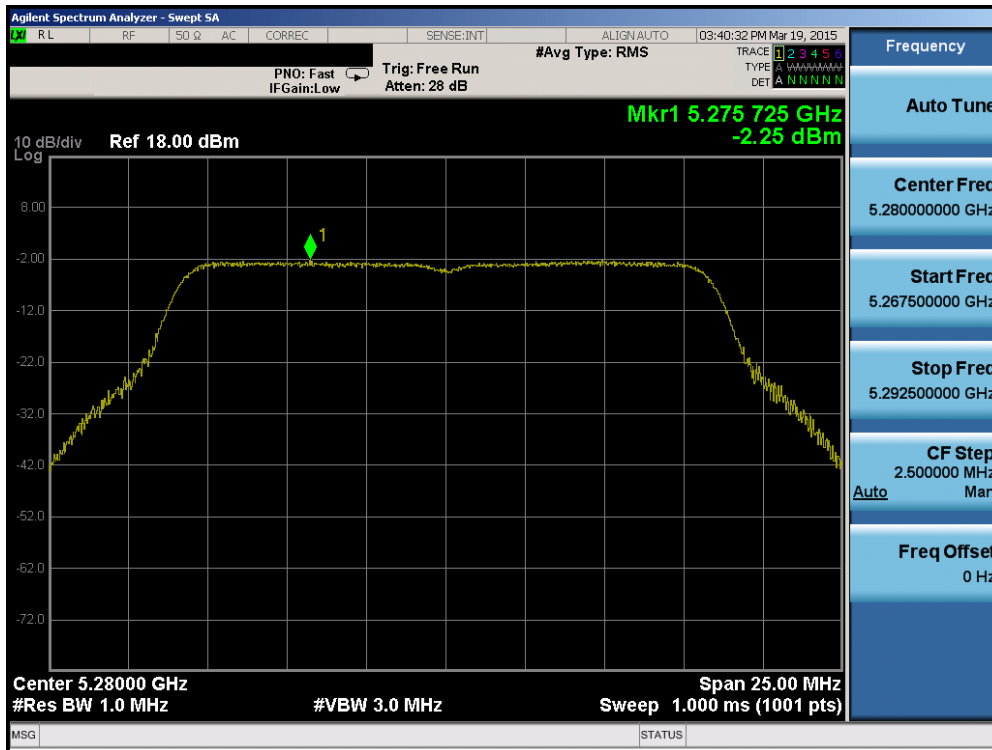 Agilent Spectrum Analyzer - Swept SA
LXI RL RF 50 Ω AC CORREC SENSE:INT ALIGN AUTO 03:40:32 PM Mar 19, 2015
#Avg Type: RMS TRACE 1 2 3 4 5 6
PNO: Fast Trig: Free Run TYPE A WWWWW
IFGain:Low Atten: 28 dB DET A N N N N N
Mkr1 5.275 725 GHz
10 dB/div Ref 18.00 dBm -2.25 dBm
Log
1
8.00
-2.00
-12.0
-22.0
-32.0
-42.0
-52.0
-62.0
-72.0
Center 5.28000 GHz Span 25.00 MHz
#Res BW 1.0 MHz #VBW 3.0 MHz Sweep 1.000 ms (1001 pts)
MSG STATUS
Frequency
Auto Tune
Center Freq
5.280000000 GHz
Start Freq
5.267500000 GHz
Stop Freq
5.292500000 GHz
CF Step
2.500000 MHz
Auto Man
Freq Offset
0 Hz